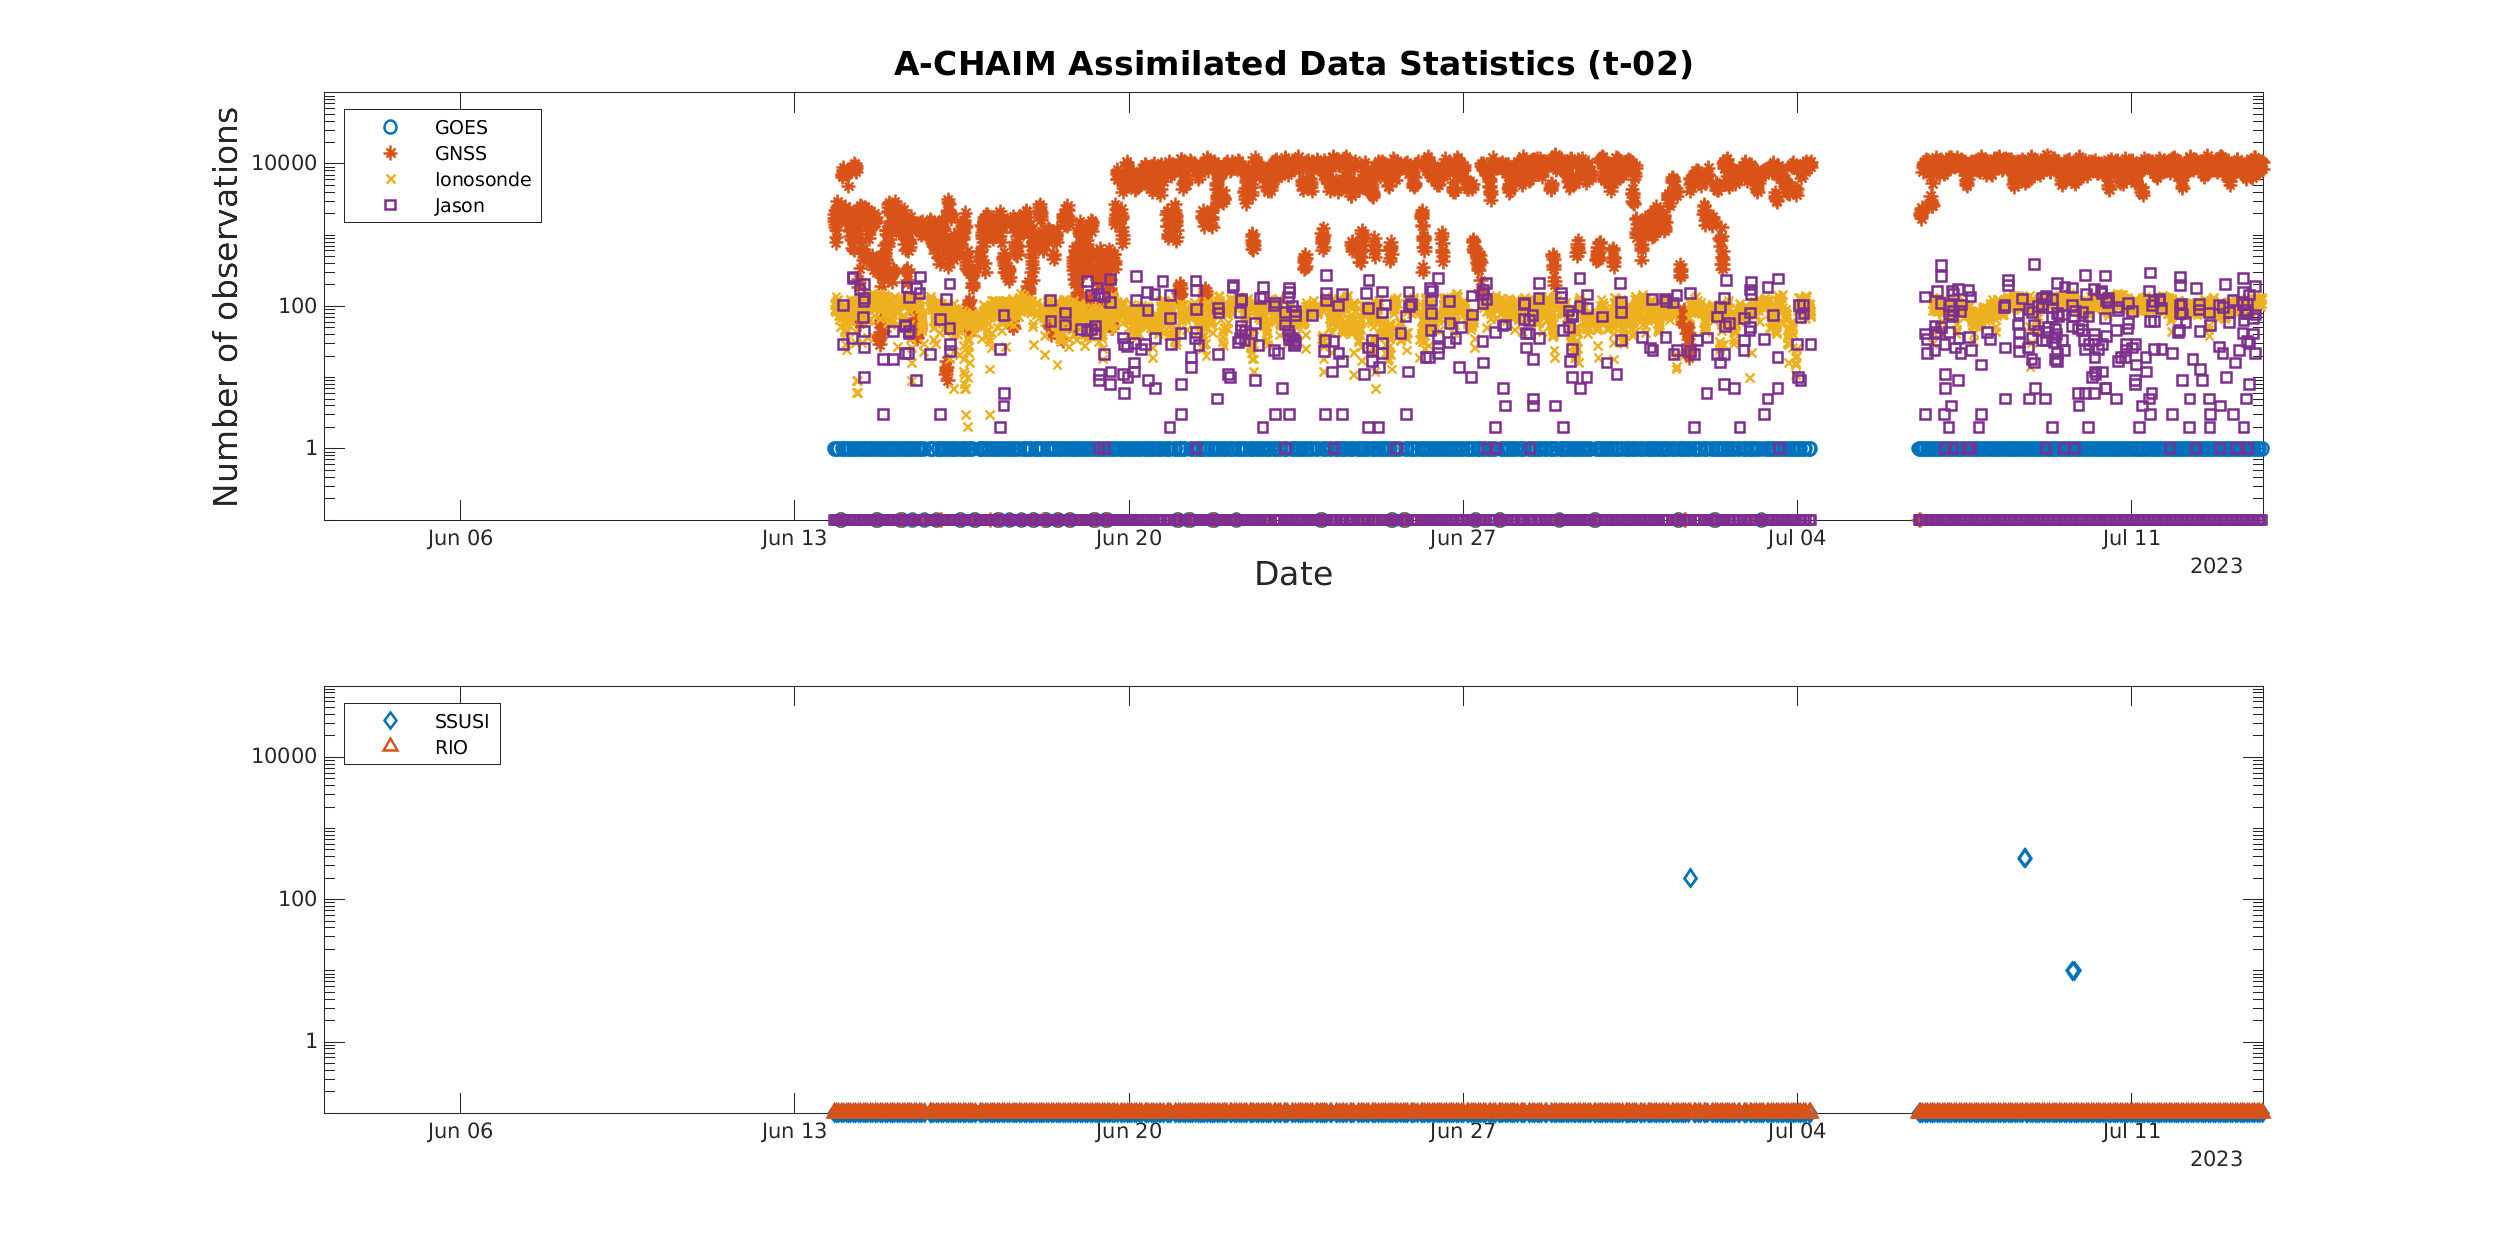 A-CHAIM Assimilated Data Statistics (t-02)
Number of observations
10000
100
1
GOES
GNSS
Ionosonde
Jason
Jun 06
Jun 13
Jun 20
Jun 27
Jul 04
Jul 11
2023
Date
10000
100
1
SSUSI
RIO
Jun 06
Jun 13
Jun 20
Jun 27
Jul 04
Jul 11
2023